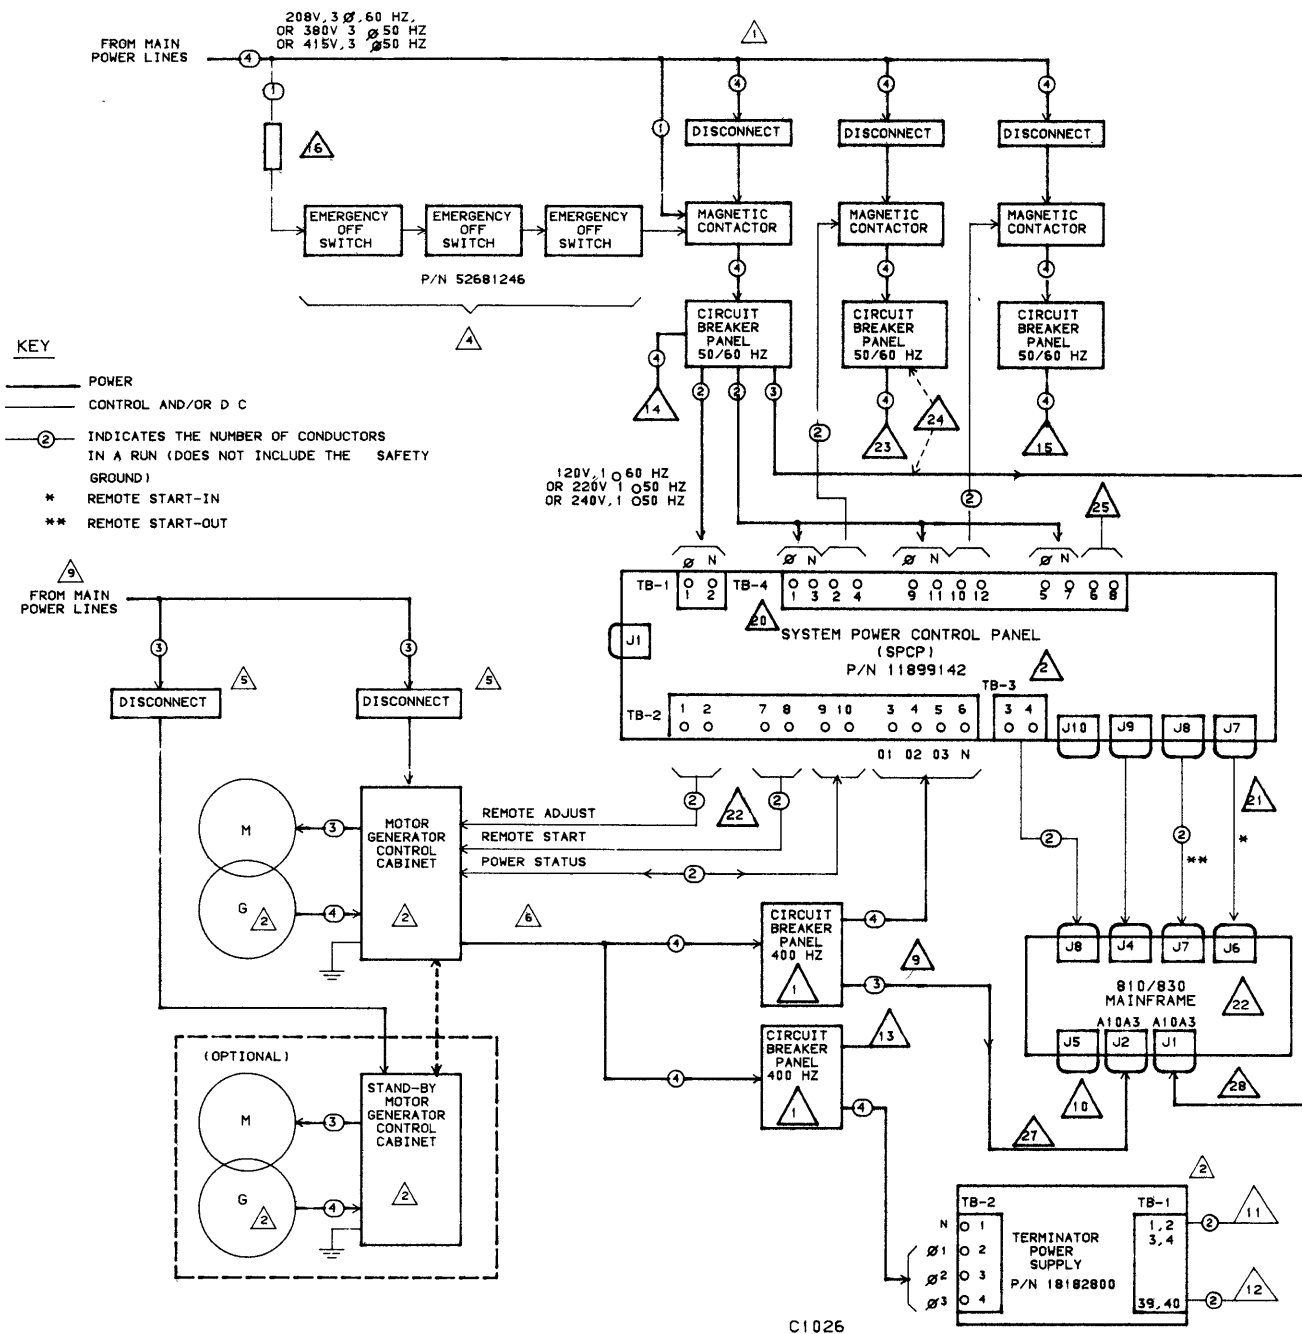 208V, 3 Ø, 60 HZ,
OR 380V 3 Ø 50 HZ
OR 415V, 3 Ø50 HZ
FROM MAIN
POWER LINES
4
1
1
16
4
4
4
1
DISCONNECT
DISCONNECT
DISCONNECT
EMERGENCY
OFF
SWITCH
EMERGENCY
OFF
SWITCH
EMERGENCY
OFF
SWITCH
MAGNETIC
CONTACTOR
MAGNETIC
CONTACTOR
MAGNETIC
CONTACTOR
P/N 52681246
4
4
4
4
CIRCUIT
BREAKER
PANEL
50/60 HZ
CIRCUIT
BREAKER
PANEL
50/60 HZ
CIRCUIT
BREAKER
PANEL
50/60 HZ
4
14
2
2
3
4
23
24
4
15
KEY
POWER
CONTROL AND/OR D C
2
INDICATES THE NUMBER OF CONDUCTORS
IN A RUN (DOES NOT INCLUDE THE SAFETY
GROUND)
* REMOTE START-IN
** REMOTE START-OUT
2
2
25
120V, 1 O 60 HZ
OR 220V 1 O50 HZ
OR 240V, 1 O50 HZ
Ø N
Ø N
Ø N
Ø N
TB-1
1 2
TB-4
1 3 2 4
9 11 10 12
5 7 6 8
20
J1
SYSTEM POWER CONTROL PANEL
(SPCP)
P/N 11899142
2
TB-3
3 4
TB-2
1 2
7 8
9 10
3 4 5 6
J10
J9
J8
J7
01 02 03 N
9
FROM MAIN
POWER LINES
3
3
5
5
DISCONNECT
DISCONNECT
2
22
2
21
2
2
**
*
M
3
MOTOR
GENERATOR
CONTROL
CABINET
REMOTE ADJUST
REMOTE START
POWER STATUS
2
G
2
4
2
6
4
CIRCUIT
BREAKER
PANEL
400 HZ
1
4
3
9
J8
J4
J7
J6
810/830
MAINFRAME
22
A10A3 A10A3
J5
J2
J1
10
28
27
4
CIRCUIT
BREAKER
PANEL
400 HZ
1
13
4
(OPTIONAL)
M
3
STAND-BY
MOTOR
GENERATOR
CONTROL
CABINET
G
2
4
2
2
TB-2
TB-1
N 1
Ø1 2
Ø2 3
Ø3 4
TERMINATOR
POWER
SUPPLY
P/N 18182800
1,2
3,4
39,40
2
11
2
12
C1026